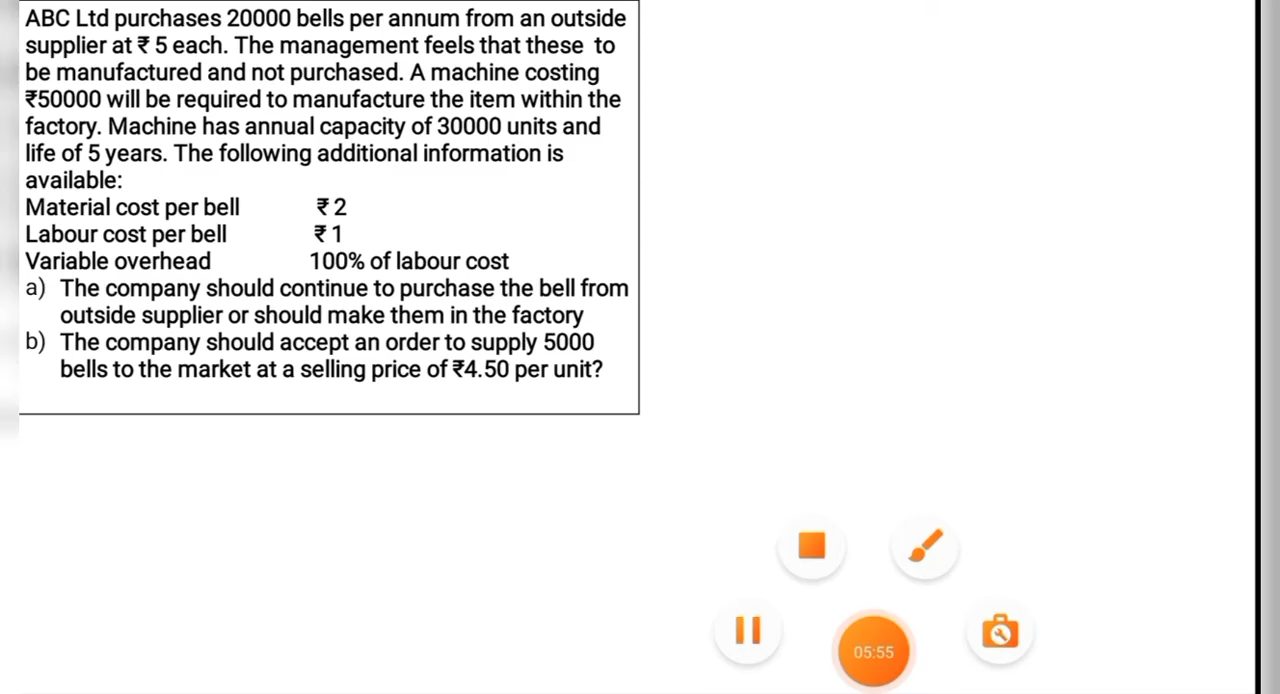 ABC Ltd purchases 20000 bells per annum from an outside
supplier at ₹ 5 each. The management feels that these to
be manufactured and not purchased. A machine costing
₹50000 will be required to manufacture the item within the
factory. Machine has annual capacity of 30000 units and
life of 5 years. The following additional information is
available:
Material cost per bell ₹ 2
Labour cost per bell ₹ 1
Variable overhead 100% of labour cost
a) The company should continue to purchase the bell from
outside supplier or should make them in the factory
b) The company should accept an order to supply 5000
bells to the market at a selling price of ₹4.50 per unit?
05:55